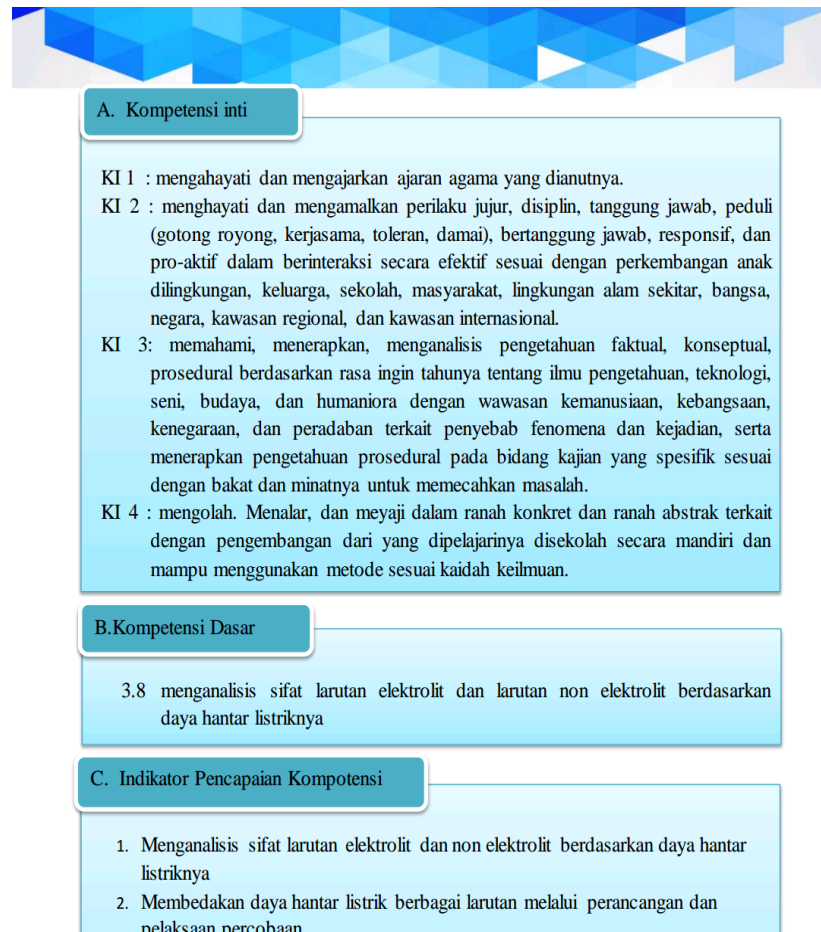 A. Kompetensi inti
KI 1 : mengahayati dan mengajarkan ajaran agama yang dianutnya.
KI 2 : menghayati dan mengamalkan perilaku jujur, disiplin, tanggung jawab, peduli
(gotong royong, kerjasama, toleran, damai), bertanggung jawab, responsif, dan
pro-aktif dalam berinteraksi secara efektif sesuai dengan perkembangan anak
dilingkungan, keluarga, sekolah, masyarakat, lingkungan alam sekitar, bangsa,
negara, kawasan regional, dan kawasan internasional.
KI 3: memahami, menerapkan, menganalisis pengetahuan faktual, konseptual,
prosedural berdasarkan rasa ingin tahunya tentang ilmu pengetahuan, teknologi,
seni, budaya, dan humaniora dengan wawasan kemanusiaan, kebangsaan,
kenegaraan, dan peradaban terkait penyebab fenomena dan kejadian, serta
menerapkan pengetahuan prosedural pada bidang kajian yang spesifik sesuai
dengan bakat dan minatnya untuk memecahkan masalah.
KI 4 : mengolah. Menalar, dan meyaji dalam ranah konkret dan ranah abstrak terkait
dengan pengembangan dari yang dipelajarinya disekolah secara mandiri dan
mampu menggunakan metode sesuai kaidah keilmuan.
B.Kompetensi Dasar
3.8 menganalisis sifat larutan elektrolit dan larutan non elektrolit berdasarkan
daya hantar listriknya
C. Indikator Pencapaian Kompotensi
1. Menganalisis sifat larutan elektrolit dan non elektrolit berdasarkan daya hantar
listriknya
2. Membedakan daya hantar listrik berbagai larutan melalui perancangan dan
pelaksaan percobaan